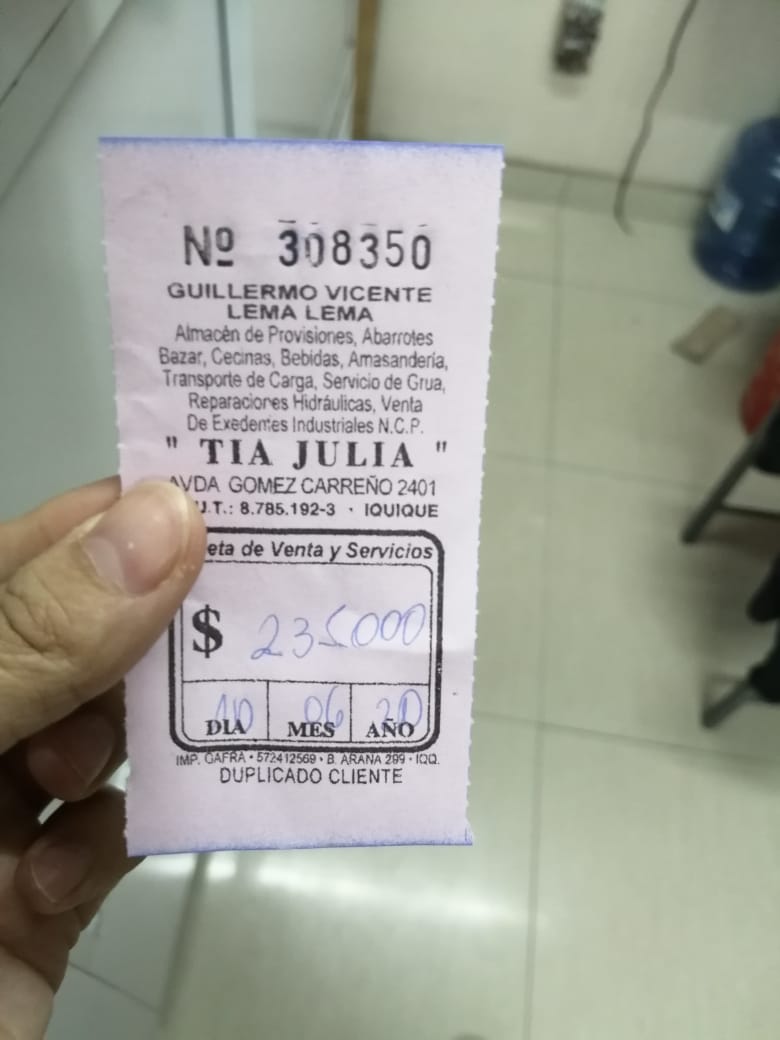 Nº 308350
GUILLERMO VICENTE
LEMA LEMA
Almacén de Provisiones, Abarrotes
Bazar, Cecinas, Bebidas, Amasandería,
Transporte de Carga, Servicio de Grua,
Reparaciones Hidráulicas, Venta
De Exedentes Industriales N.C.P.
" TIA JULIA "
AVDA GOMEZ CARREÑO 2401
U.T.: 8.785.192-3 · IQUIQUE
eta de Venta y Servicios
$ 235000
10 06 20
DIA MES AÑO
IMP. GAFRA • 572412569 • B. ARANA 299 • IQQ.
DUPLICADO CLIENTE